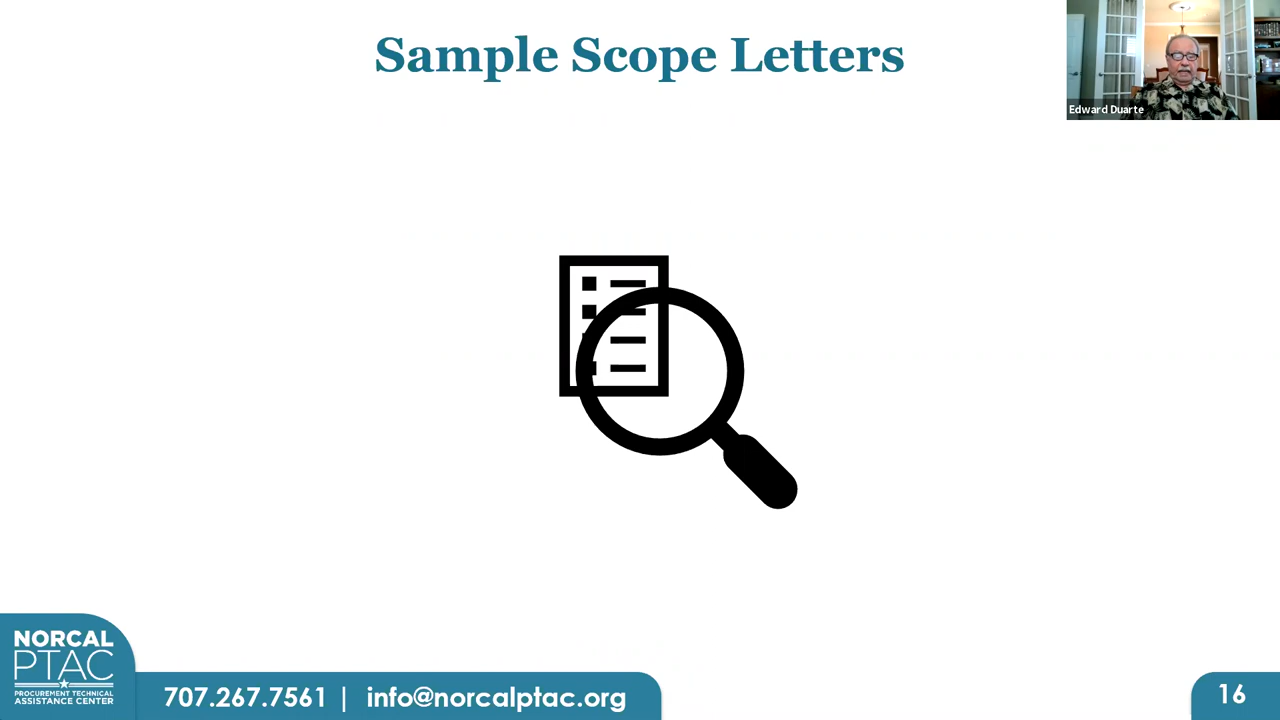 Sample Scope Letters
Edward Duarte
NORCAL
PTAC
PROCUREMENT TECHNICAL
ASSISTANCE CENTER
707.267.7561 | info@norcalptac.org
16